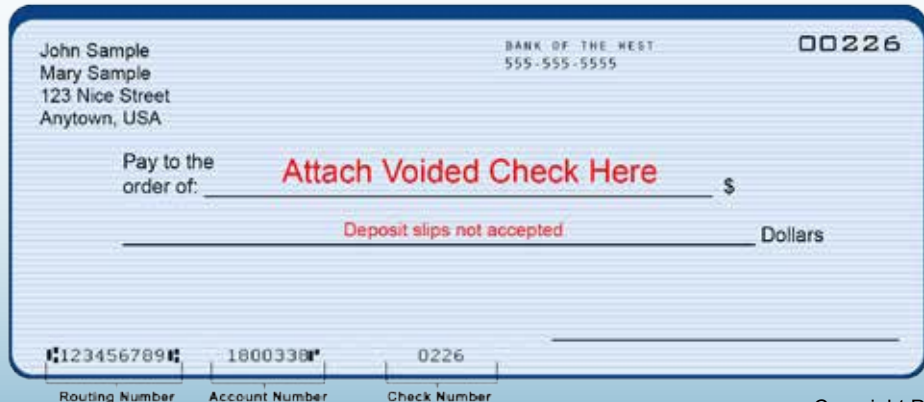 John Sample
Mary Sample
123 Nice Street
Anytown, USA
BANK OF THE WEST
555-555-5555
00226
Pay to the
order of:
Attach Voided Check Here
$
Deposit slips not accepted
Dollars
⑆123456789⑆ 1800338⑈ 0226
Routing Number Account Number Check Number